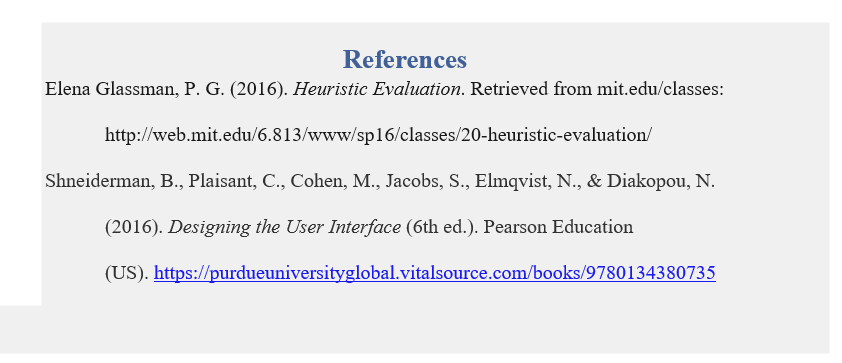 References
Elena Glassman, P. G. (2016). Heuristic Evaluation. Retrieved from mit.edu/classes:
http://web.mit.edu/6.813/www/sp16/classes/20-heuristic-evaluation/
Shneiderman, B., Plaisant, C., Cohen, M., Jacobs, S., Elmqvist, N., & Diakopou, N.
(2016). Designing the User Interface (6th ed.). Pearson Education
(US). https://purdueuniversityglobal.vitalsource.com/books/9780134380735